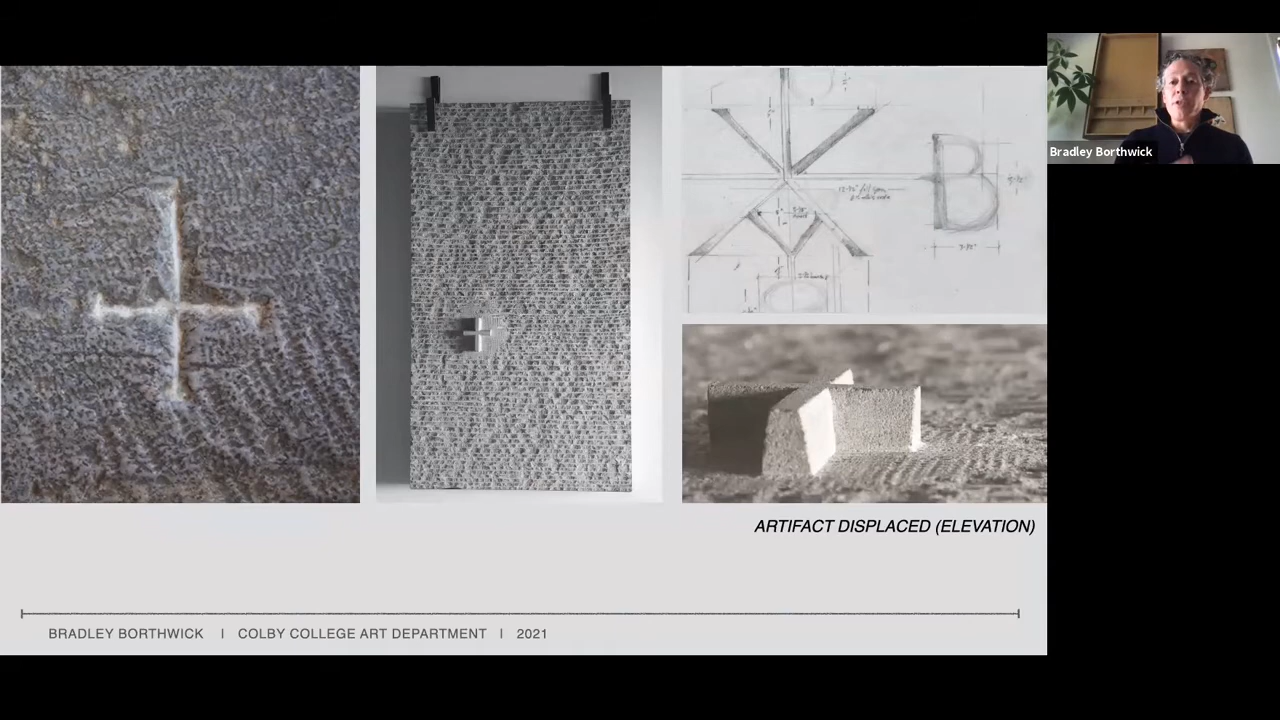 B
Bradley Borthwick
ARTIFACT DISPLACED (ELEVATION)
BRADLEY BORTHWICK | COLBY COLLEGE ART DEPARTMENT | 2021